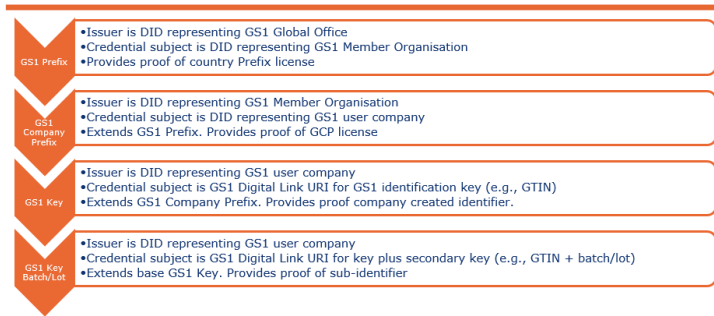 GS1 Prefix
•Issuer is DID representing GS1 Global Office
•Credential subject is DID representing GS1 Member Organisation
•Provides proof of country Prefix license
GS1
Company
Prefix
•Issuer is DID representing GS1 Member Organisation
•Credential subject is DID representing GS1 user company
•Extends GS1 Prefix. Provides proof of GCP license
GS1 Key
•Issuer is DID representing GS1 user company
•Credential subject is GS1 Digital Link URI for GS1 identification key (e.g., GTIN)
•Extends GS1 Company Prefix. Provides proof company created identifier.
GS1 Key
Batch/Lot
•Issuer is DID representing GS1 user company
•Credential subject is GS1 Digital Link URI for key plus secondary key (e.g., GTIN + batch/lot)
•Extends base GS1 Key. Provides proof of sub-identifier